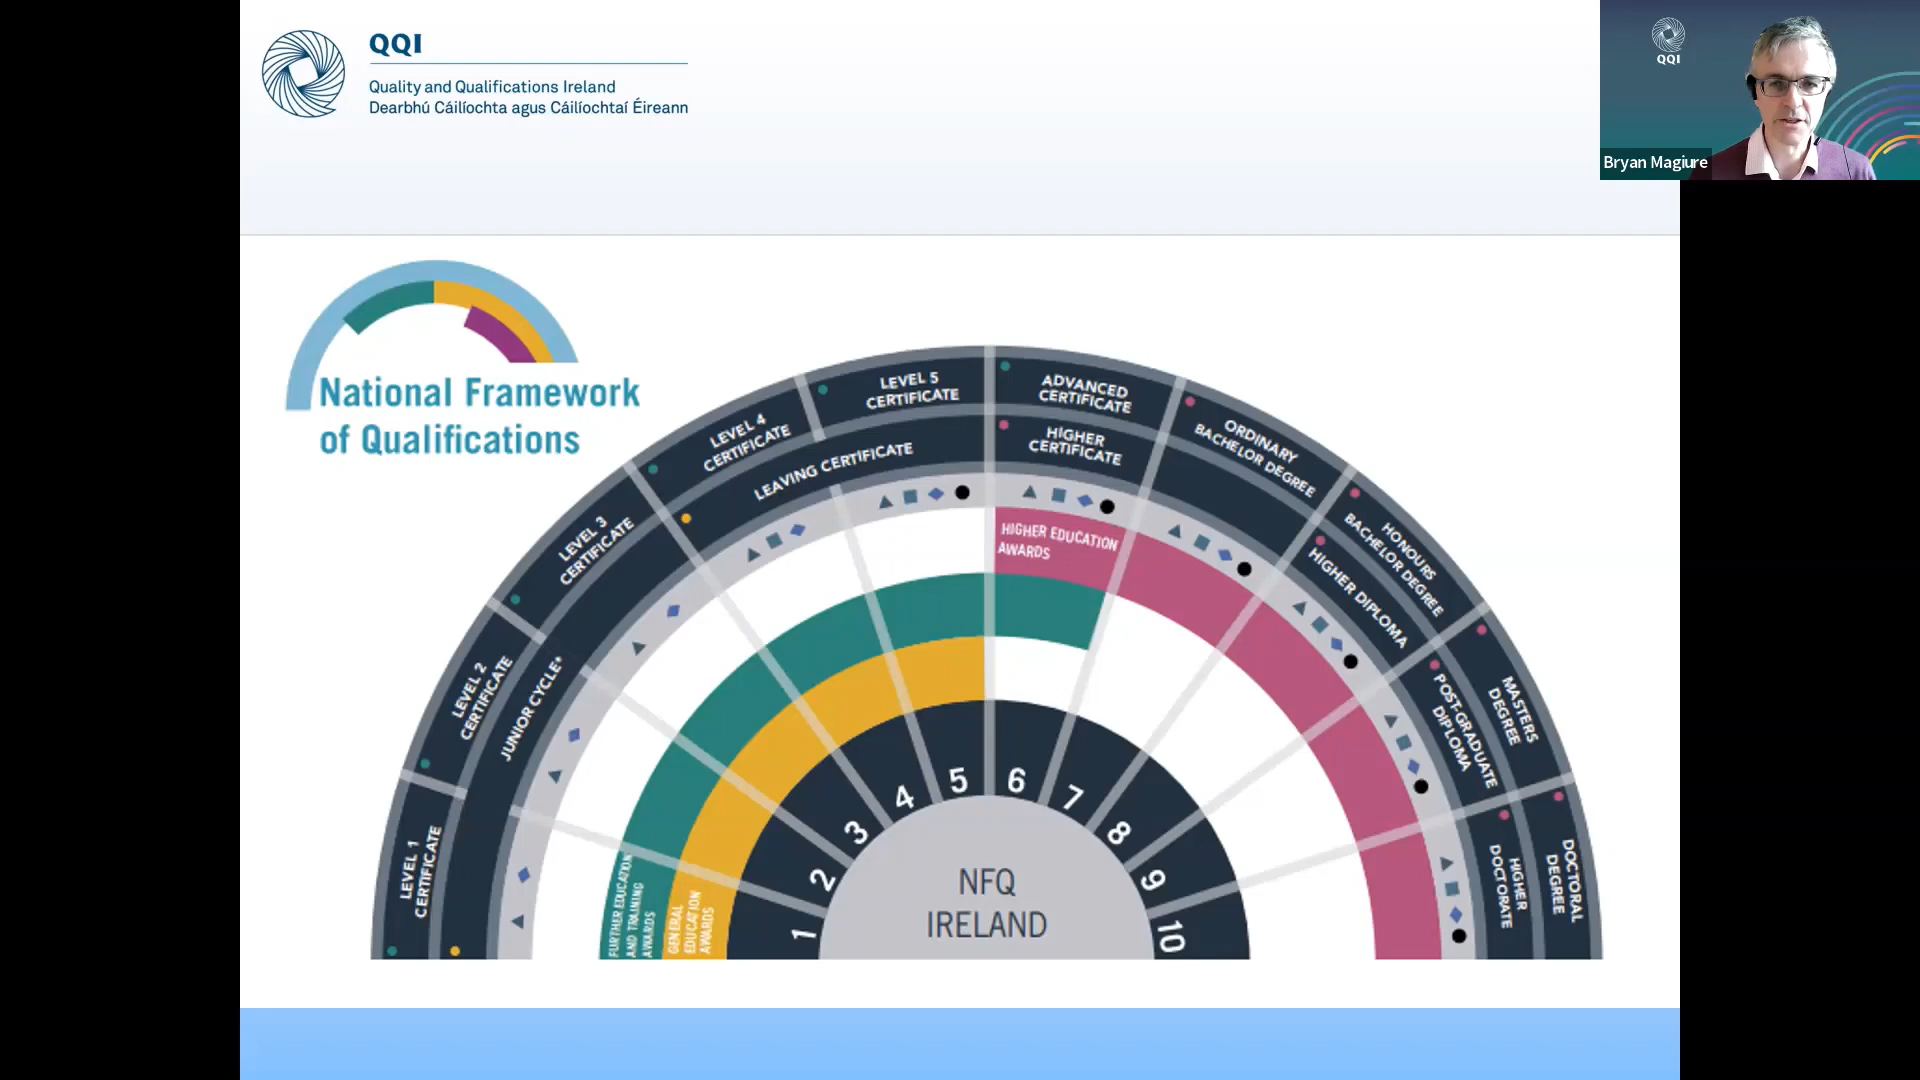 QQI
Quality and Qualifications Ireland
Dearbhú Cáilíochta agus Cáilíochtaí Éireann
QQI
Bryan Magiure
National Framework
of Qualifications
LEVEL 1
CERTIFICATE
LEVEL 2
CERTIFICATE
LEVEL 3
CERTIFICATE
LEVEL 4
CERTIFICATE
LEVEL 5
CERTIFICATE
ADVANCED
CERTIFICATE
ORDINARY
BACHELOR DEGREE
HONOURS
BACHELOR DEGREE
MASTERS
DEGREE
DOCTORAL
DEGREE
JUNIOR CYCLE*
LEAVING CERTIFICATE
HIGHER
CERTIFICATE
HIGHER DIPLOMA
POST-GRADUATE
DIPLOMA
HIGHER
DOCTORATE
HIGHER EDUCATION
AWARDS
FURTHER EDUCATION
AND TRAINING
AWARDS
GENERAL
EDUCATION
AWARDS
1
2
3
4
5
6
7
8
9
10
NFQ
IRELAND